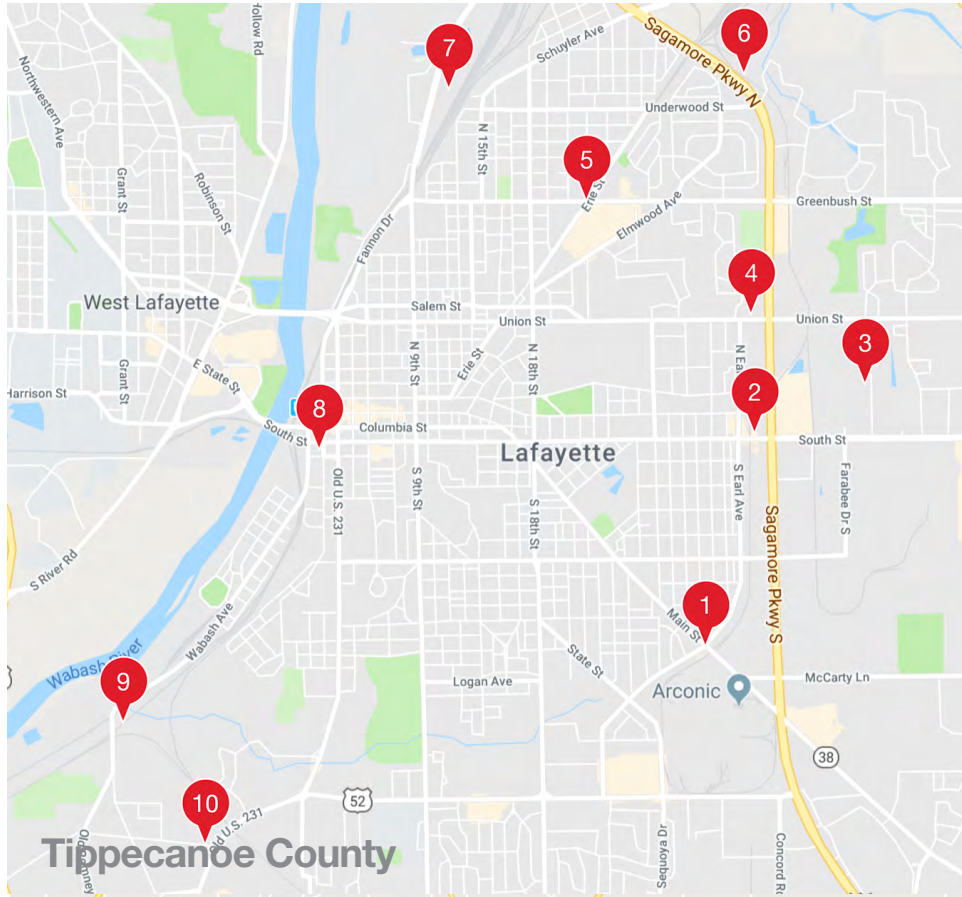 Hollow Rd
7
6
Schuyler Ave
Sagamore Pkwy N
Northwestern Ave
Underwood St
N 15th St
5
Grant St
Robinson St
Erie St
Greenbush St
Elmwood Ave
Fannon Dr
4
West Lafayette
Salem St
Union St
Union St
3
N 9th St
Erie St
N 18th St
E State St
Grant St
Harrison St
2
8
South St
Columbia St
South St
Lafayette
Old U.S. 231
S 9th St
S 18th St
S Earl Ave
Farabee Dr S
Sagamore Pkwy S
S River Rd
1
Main St
Wabash Ave
Wabash River
State St
9
Logan Ave
McCarty Ln
Arconic
38
10
52
Old U.S. 231
Tippecanoe County
Sequoya Dr
Concord Rd